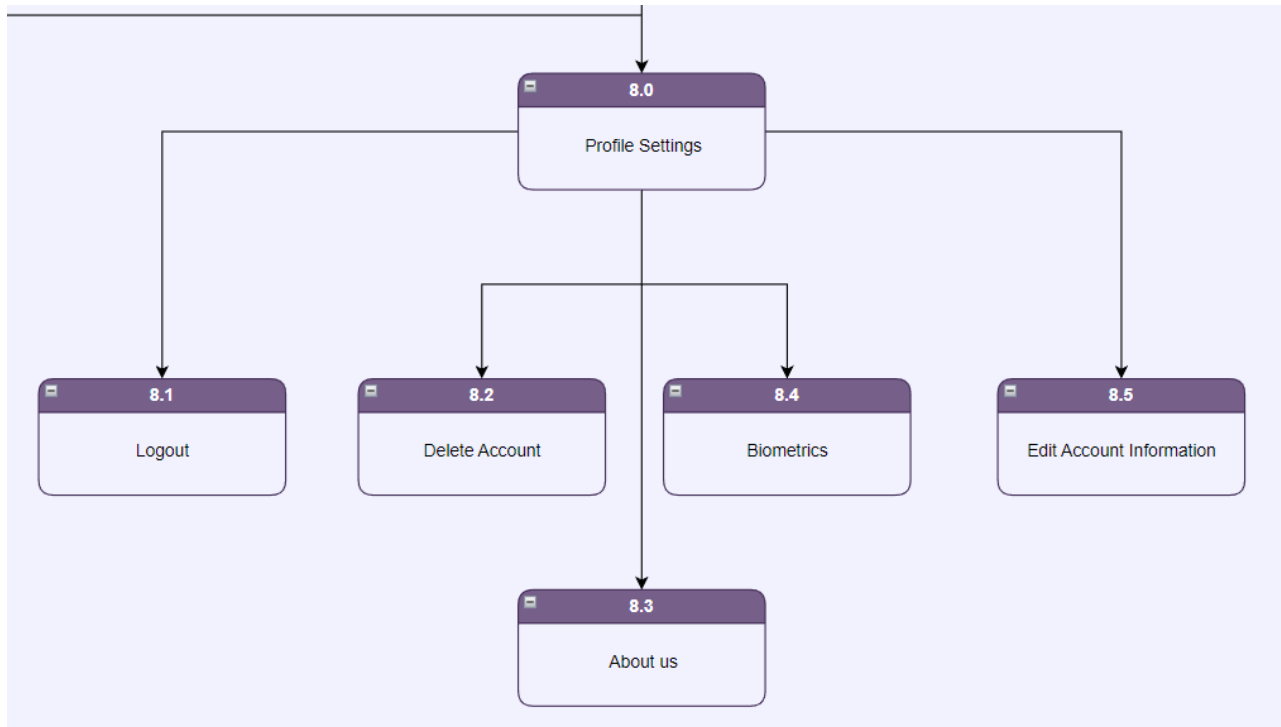 8.0
Profile Settings
8.1
Logout
8.2
Delete Account
8.4
Biometrics
8.5
Edit Account Information
8.3
About us